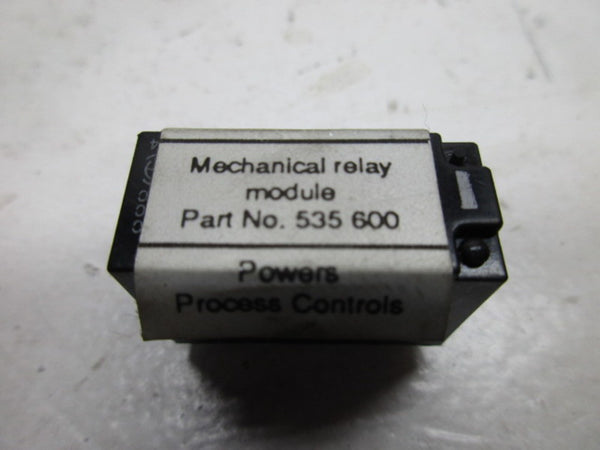 Mechanical relay
module
Part No. 535 600
Powers
Process Controls